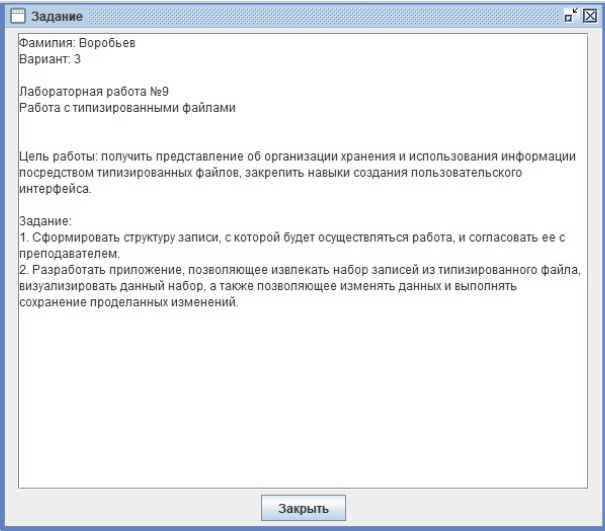 Задание
Фамилия: Воробьев
Вариант: 3
Лабораторная работа №9
Работа с типизированными файлами
Цель работы: получить представление об организации хранения и использования информации
посредством типизированных файлов, закрепить навыки создания пользовательского
интерфейса.
Задание:
1. Сформировать структуру записи, с которой будет осуществляться работа, и согласовать ее с
преподавателем.
2. Разработать приложение, позволяющее извлекать набор записей из типизированного файла,
визуализировать данный набор, а также позволяющее изменять данных и выполнять
сохранение проделанных изменений.
Закрыть